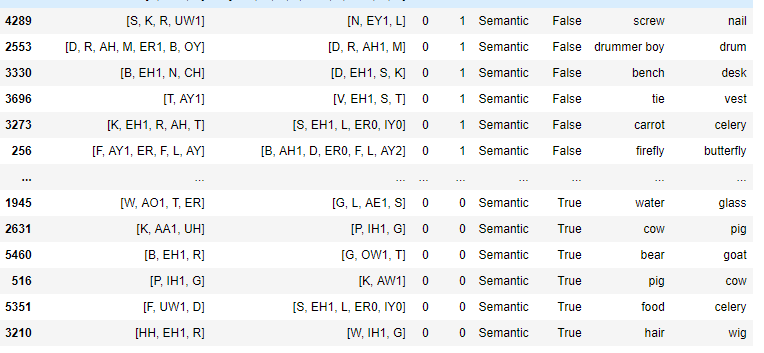 4289 [S, K, R, UW1] [N, EY1, L] 0 1 Semantic False screw nail
2553 [D, R, AH, M, ER1, B, OY] [D, R, AH1, M] 0 1 Semantic False drummer boy drum
3330 [B, EH1, N, CH] [D, EH1, S, K] 0 1 Semantic False bench desk
3696 [T, AY1] [V, EH1, S, T] 0 1 Semantic False tie vest
3273 [K, EH1, R, AH, T] [S, EH1, L, ER0, IY0] 0 1 Semantic False carrot celery
256 [F, AY1, ER, F, L, AY] [B, AH1, D, ER0, F, L, AY2] 0 1 Semantic False firefly butterfly
... ... ... ... ... ... ... ... ...
1945 [W, AO1, T, ER] [G, L, AE1, S] 0 0 Semantic True water glass
2631 [K, AA1, UH] [P, IH1, G] 0 0 Semantic True cow pig
5460 [B, EH1, R] [G, OW1, T] 0 0 Semantic True bear goat
516 [P, IH1, G] [K, AW1] 0 0 Semantic True pig cow
5351 [F, UW1, D] [S, EH1, L, ER0, IY0] 0 0 Semantic True food celery
3210 [HH, EH1, R] [W, IH1, G] 0 0 Semantic True hair wig